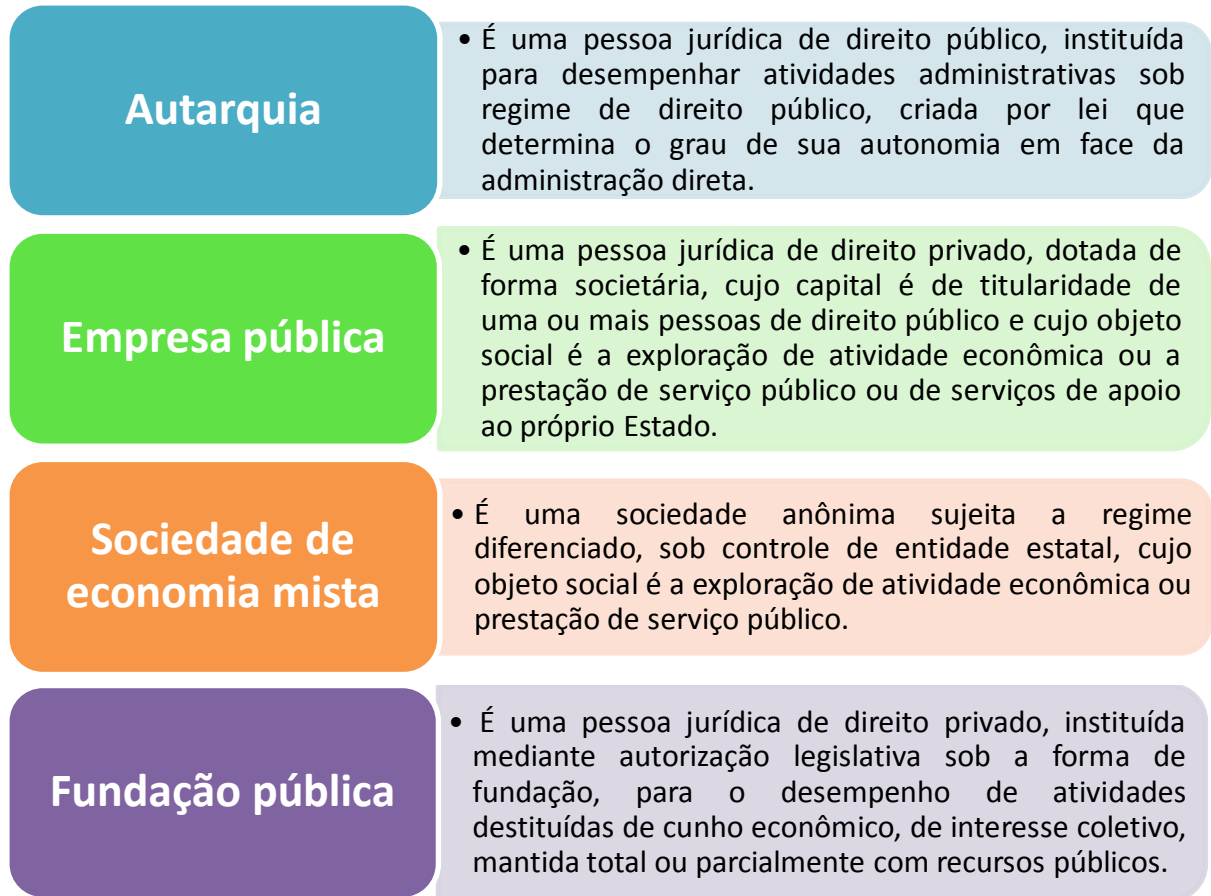 Autarquia
• É uma pessoa jurídica de direito público, instituída
para desempenhar atividades administrativas sob
regime de direito público, criada por lei que
determina o grau de sua autonomia em face da
administração direta.
Empresa pública
• É uma pessoa jurídica de direito privado, dotada de
forma societária, cujo capital é de titularidade de
uma ou mais pessoas de direito público e cujo objeto
social é a exploração de atividade econômica ou a
prestação de serviço público ou de serviços de apoio
ao próprio Estado.
Sociedade de
economia mista
• É uma sociedade anônima sujeita a regime
diferenciado, sob controle de entidade estatal, cujo
objeto social é a exploração de atividade econômica ou
prestação de serviço público.
Fundação pública
• É uma pessoa jurídica de direito privado, instituída
mediante autorização legislativa sob a forma de
fundação, para o desempenho de atividades
destituídas de cunho econômico, de interesse coletivo,
mantida total ou parcialmente com recursos públicos.